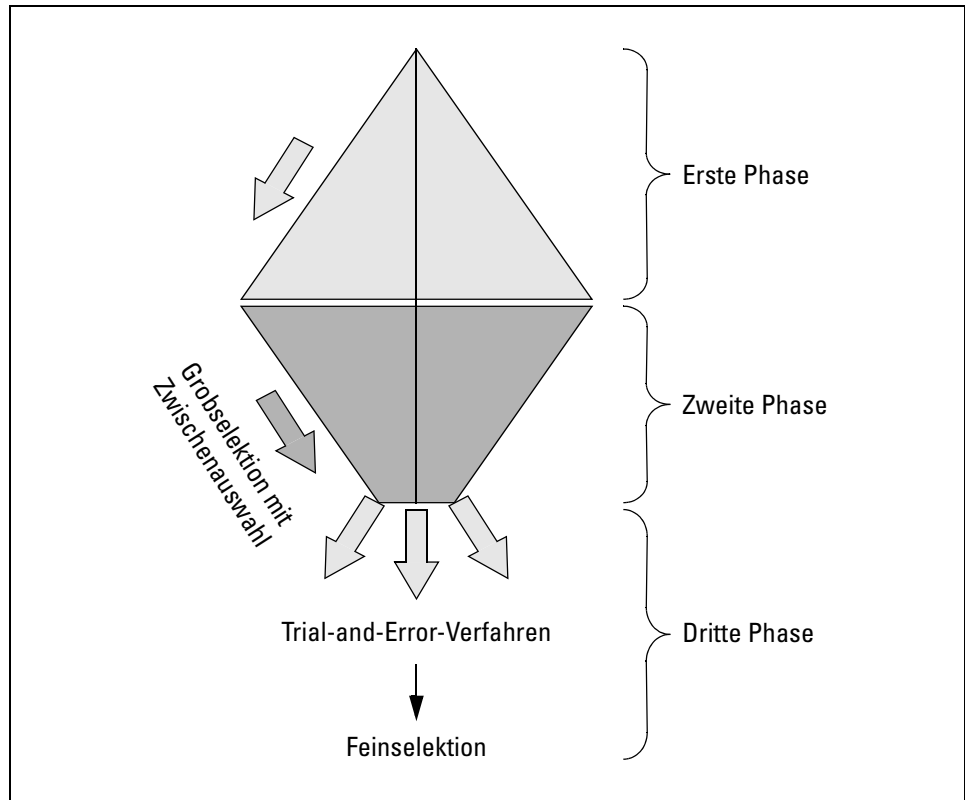 Erste Phase
Grobselektion mit
Zwischenauswahl
Zweite Phase
Trial-and-Error-Verfahren
Dritte Phase
Feinselektion